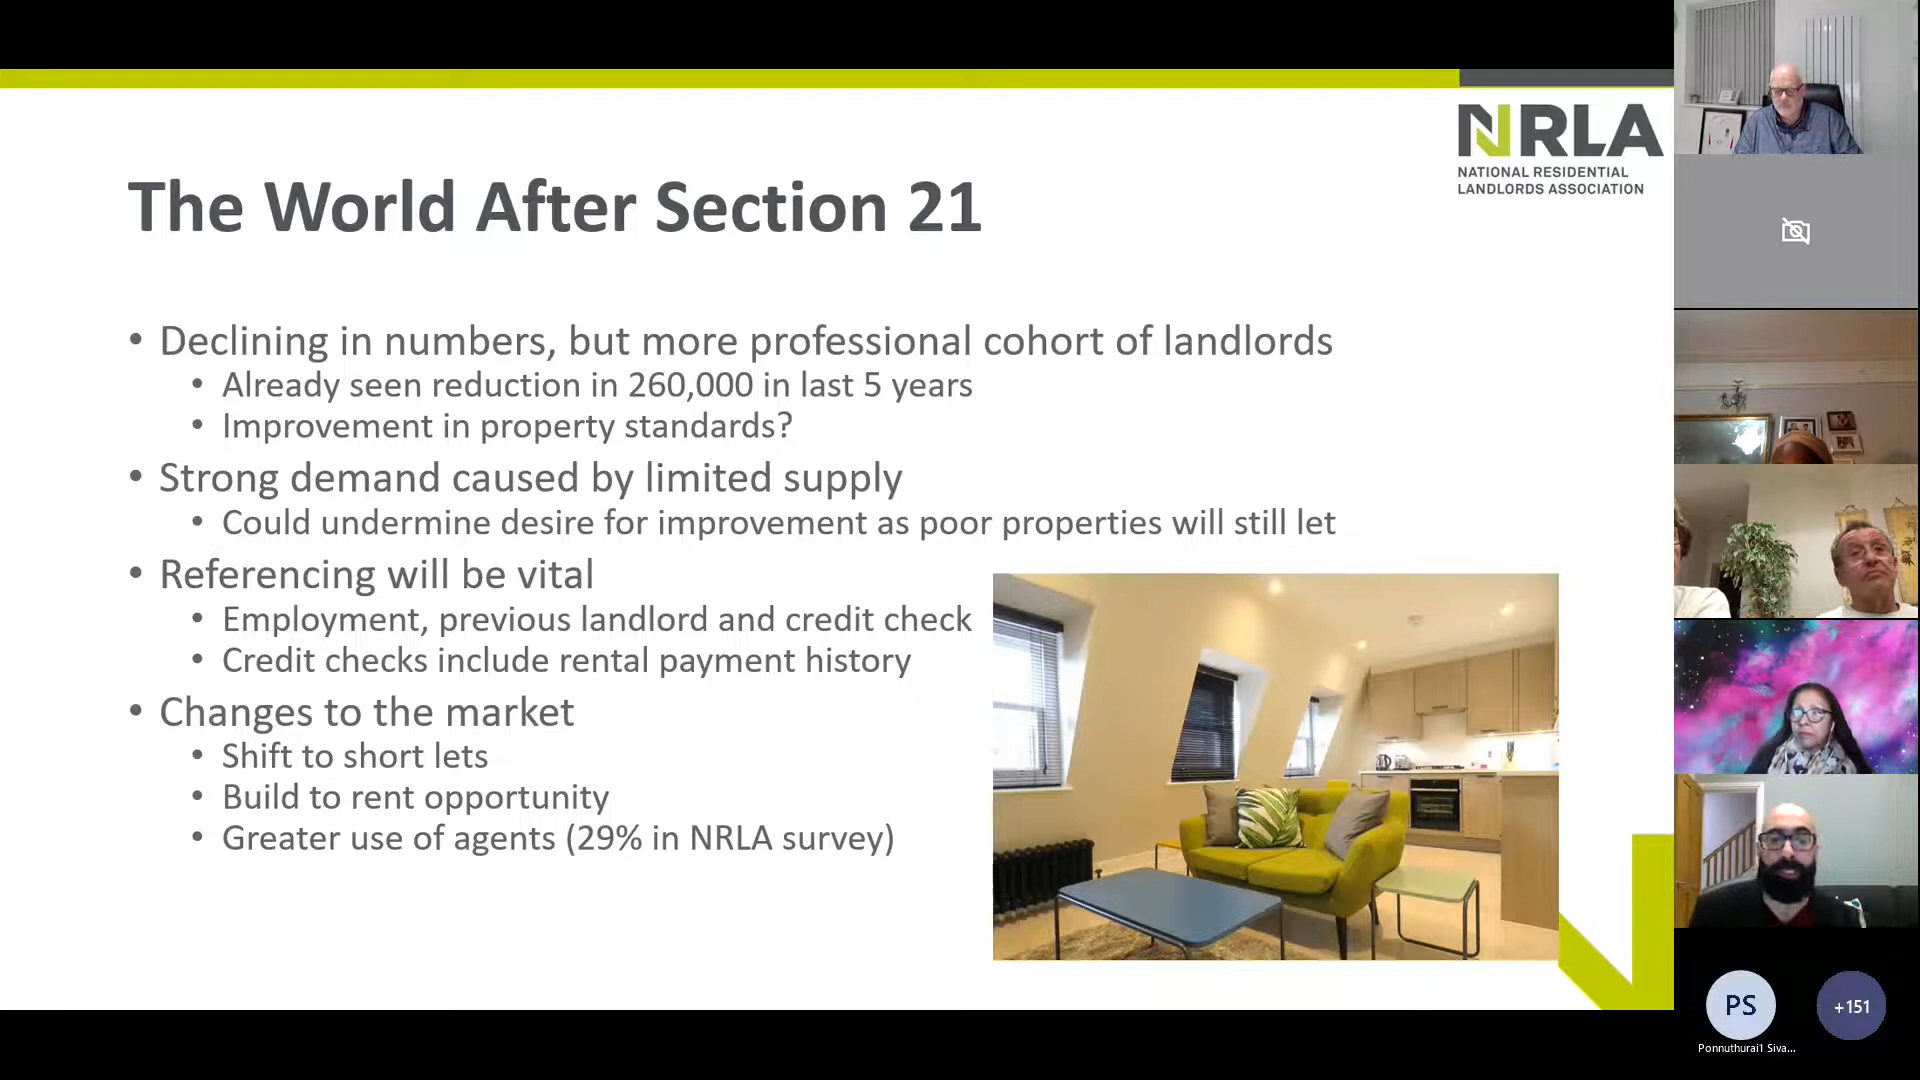 NRLA
NATIONAL RESIDENTIAL
LANDLORDS ASSOCIATION
The World After Section 21
• Declining in numbers, but more professional cohort of landlords
• Already seen reduction in 260,000 in last 5 years
• Improvement in property standards?
• Strong demand caused by limited supply
• Could undermine desire for improvement as poor properties will still let
• Referencing will be vital
• Employment, previous landlord and credit check
• Credit checks include rental payment history
• Changes to the market
• Shift to short lets
• Build to rent opportunity
• Greater use of agents (29% in NRLA survey)
PS
+151
Ponnuthurai1 Siva...